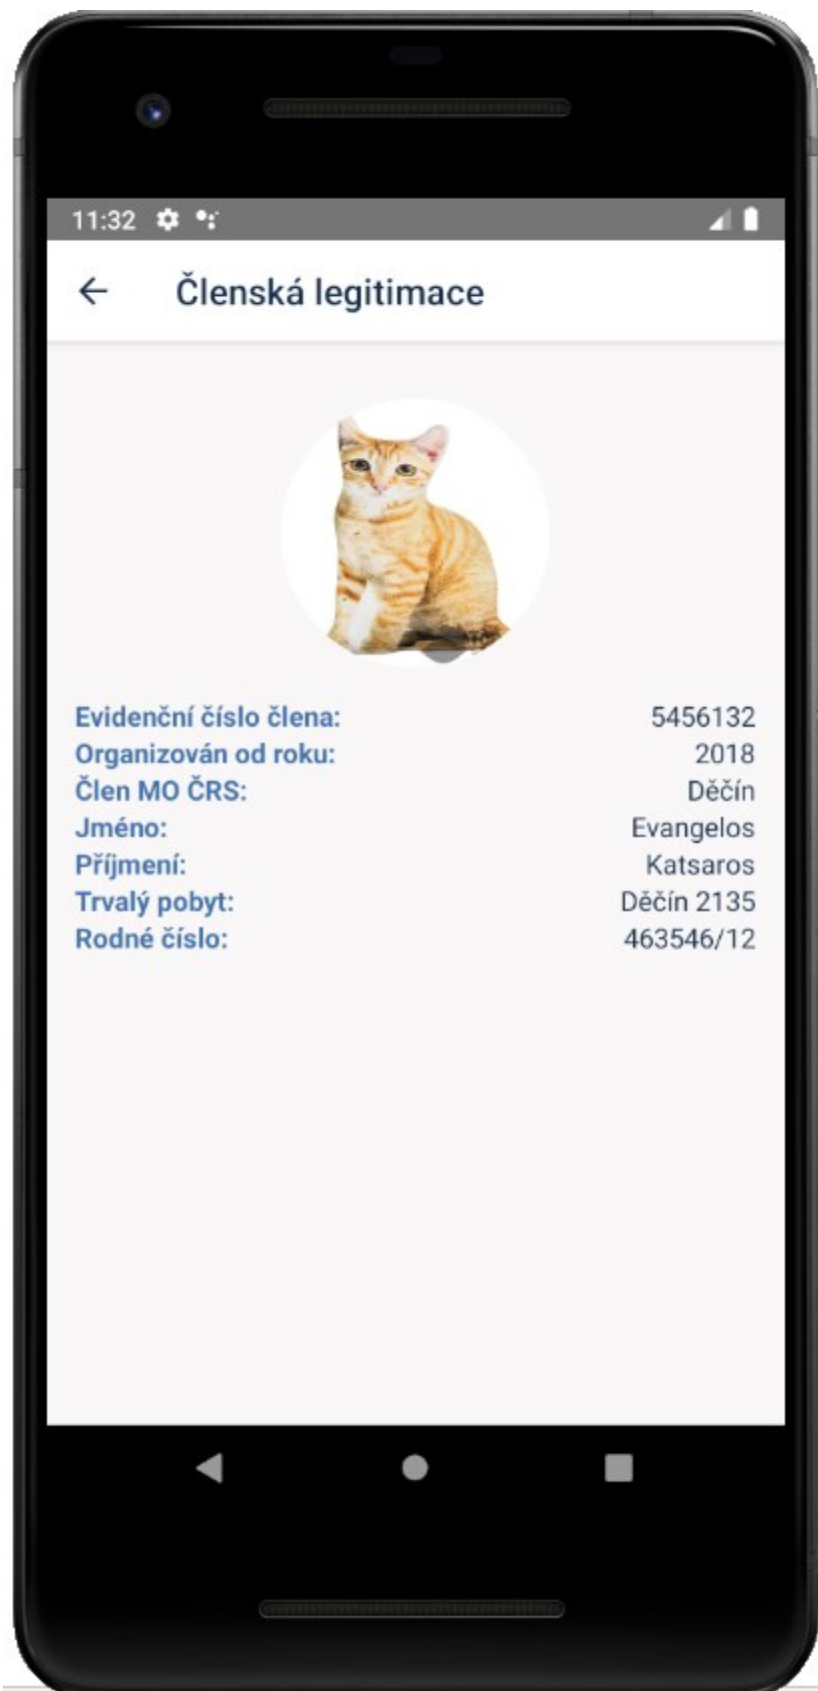 11:32
Členská legitimace
Evidenční číslo člena: 5456132
Organizován od roku: 2018
Člen MO ČRS: Děčín
Jméno: Evangelos
Příjmení: Katsaros
Trvalý pobyt: Děčín 2135
Rodné číslo: 463546/12